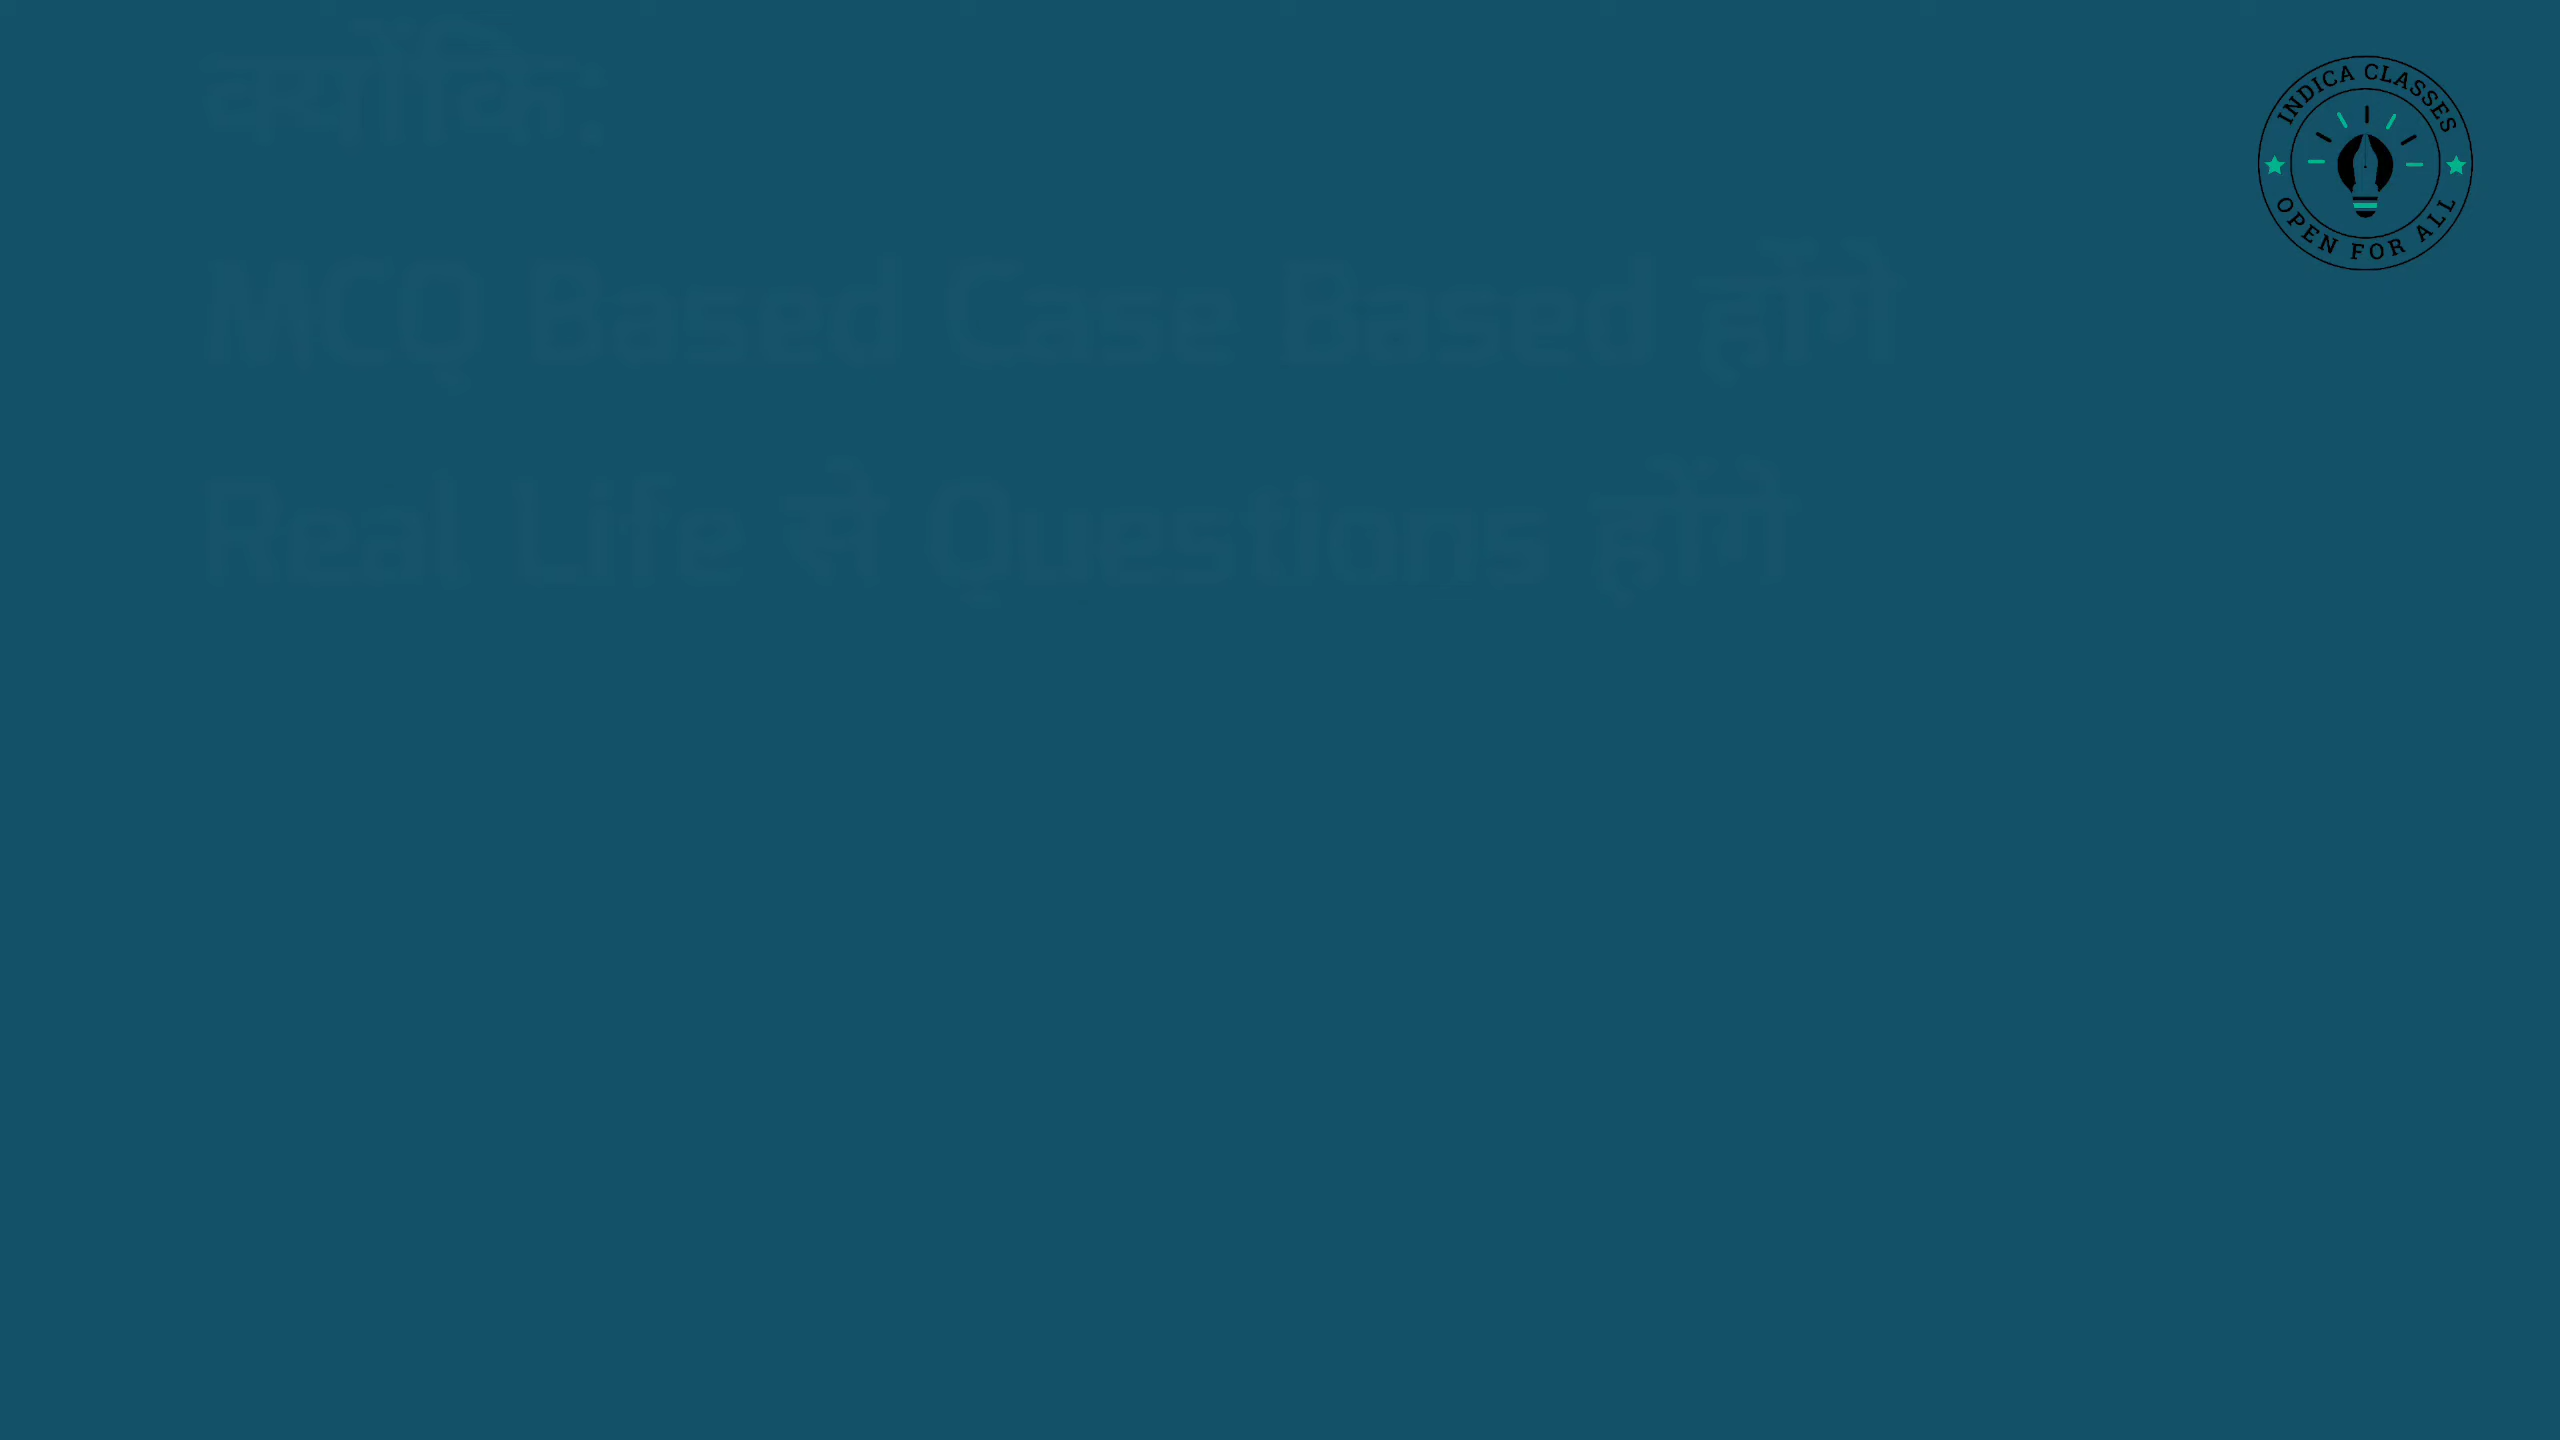 क्योंकि:
MCQ Based Case Based होंगे
Real Life से Questions होंगे
INDICA CLASSES
OPEN FOR ALL